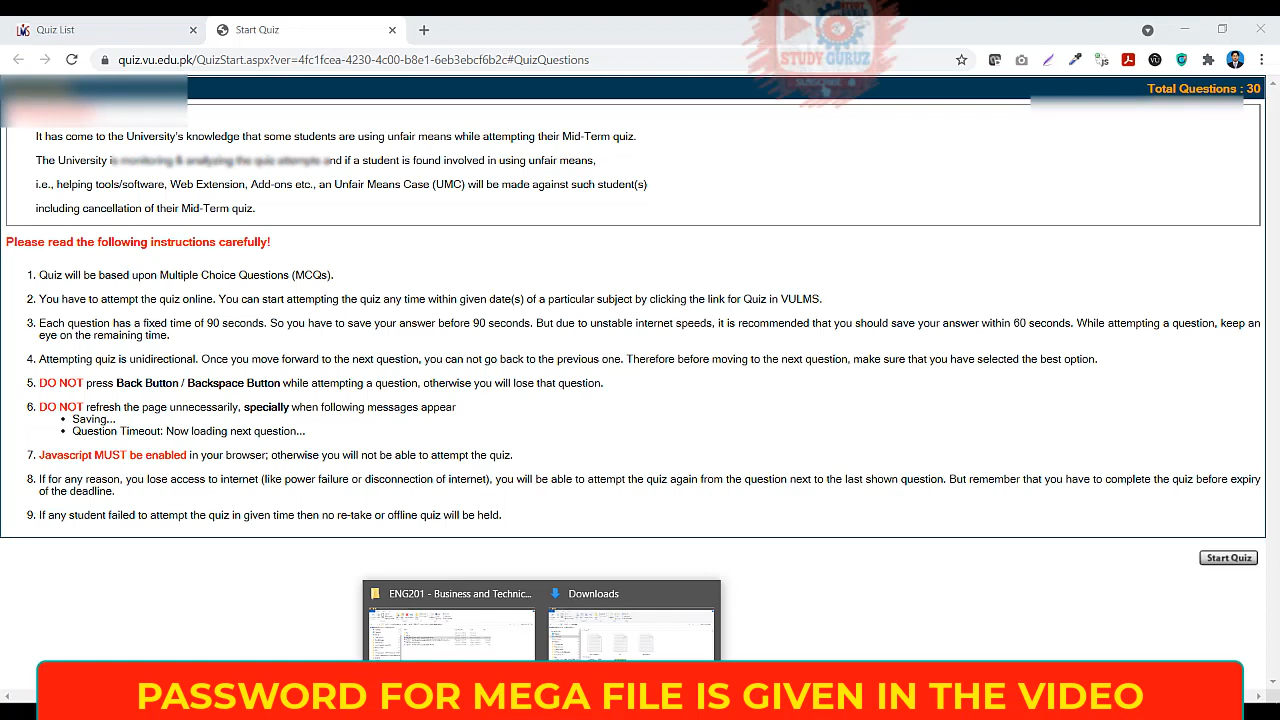 Quiz List
Start Quiz
STUDY GURUZ
SUBSCRIBE
edu.pk/QuizStart.aspx?ver=4fc1fcea-4230-4c00-b8e1-6eb3ebcf6b2c#QuizQuestions
Total Questions : 30
It has come to the University's knowledge that some students are using unfair means while attempting their Mid-Term quiz.
The University is monitoring & analyzing the quiz attempts and if a student is found involved in using unfair means,
i.e., helping tools/software, Web Extension, Add-ons etc., an Unfair Means Case (UMC) will be made against such student(s)
including cancellation of their Mid-Term quiz.
Please read the following instructions carefully!
1. Quiz will be based upon Multiple Choice Questions (MCQs).
2. You have to attempt the quiz online. You can start attempting the quiz any time within given date(s) of a particular subject by clicking the link for Quiz in VULMS.
3. Each question has a fixed time of 90 seconds. So you have to save your answer before 90 seconds. But due to unstable internet speeds, it is recommended that you should save your answer within 60 seconds. While attempting a question, keep an
eye on the remaining time.
4. Attempting quiz is unidirectional. Once you move forward to the next question, you can not go back to the previous one. Therefore before moving to the next question, make sure that you have selected the best option.
5. DO NOT press Back Button / Backspace Button while attempting a question, otherwise you will lose that question.
6. DO NOT refresh the page unnecessarily, specially when following messages appear
• Saving...
• Question Timeout: Now loading next question...
7. Javascript MUST be enabled in your browser; otherwise you will not be able to attempt the quiz.
8. If for any reason, you lose access to internet (like power failure or disconnection of internet), you will be able to attempt the quiz again from the question next to the last shown question. But remember that you have to complete the quiz before expiry
of the deadline.
9. If any student failed to attempt the quiz in given time then no re-take or offline quiz will be held.
Start Quiz
ENG201 - Business and Technic...
Downloads
PASSWORD FOR MEGA FILE IS GIVEN IN THE VIDEO